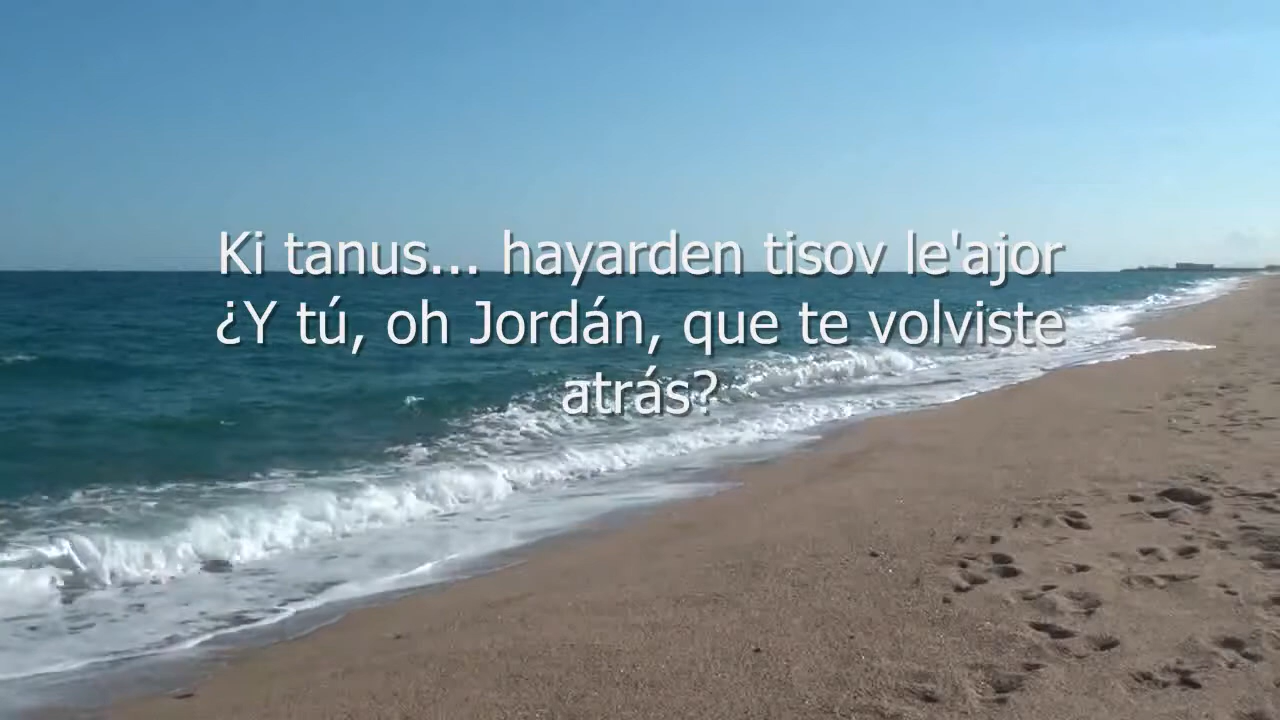 Ki tanus... hayarden tisov le'ajor
¿Y tú, oh Jordán, que te volviste
atrás?